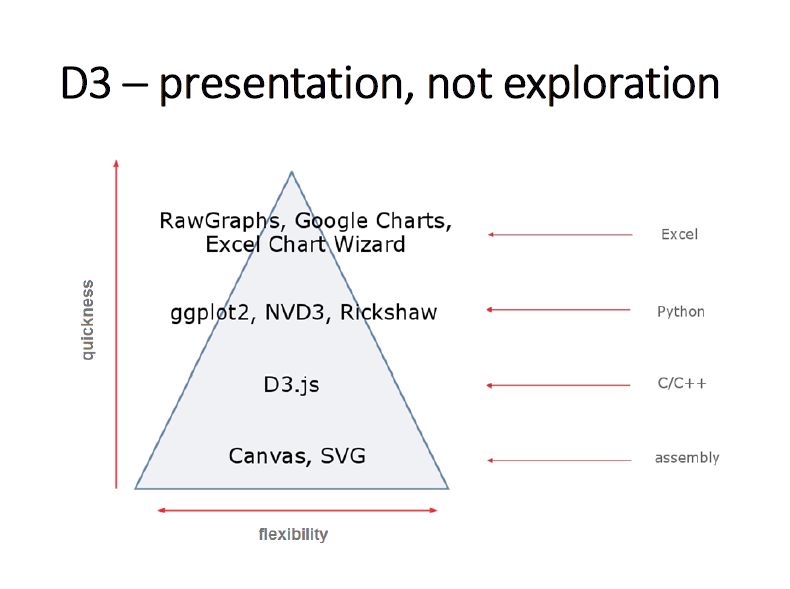 D3 – presentation, not exploration
RawGraphs, Google Charts,
Excel Chart Wizard
Excel
ggplot2, NVD3, Rickshaw
Python
quickness
D3.js
C/C++
Canvas, SVG
assembly
flexibility